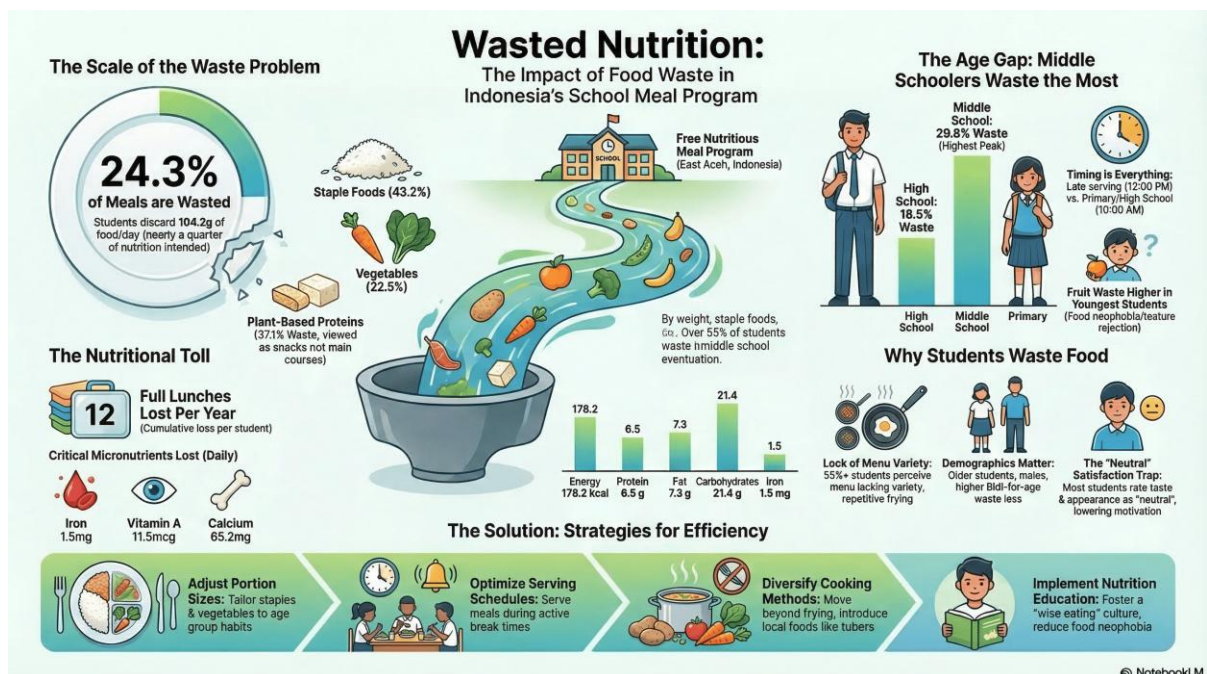 Wasted Nutrition:
The Impact of Food Waste in
Indonesia's School Meal Program
The Scale of the Waste Problem
24.3%
of Meals are Wasted
Students discard 104.2g of
food/day (nearly a quarter
of nutrition intended)
Staple Foods (43.2%)
Vegetables
(22.5%)
Plant-Based Proteins
(37.1% Waste, viewed
as snacks not main
courses)
The Nutritional Toll
12
Full Lunches
Lost Per Year
(Cumulative loss per student)
Critical Micronutrients Lost (Daily)
Iron
1.5mg
Vitamin A
11.5mcg
Calcium
65.2mg
SCHOOL
Free Nutritious
Meal Program
(East Aceh, Indonesia)
By weight, staple foods,
Over 55% of students
waste hmiddle school
eventuation.
178.2
6.5
7.3
21.4
1.5
Energy
178.2 kcal
Protein
6.5 g
Fat
7.3 g
Carbohydrates
21.4 g
Iron
1.5 mg
The Age Gap: Middle
Schoolers Waste the Most
High
School:
18.5%
Waste
Middle
School:
29.8% Waste
(Highest Peak)
High
School
Middle
School
Primary
Timing is Everything:
Late serving (12:00 PM)
vs. Primary/High School
(10:00 AM)
?
Fruit Waste Higher in
Youngest Students
(Food neophobia/teature
rejection)
Why Students Waste Food
Lock of Menu Variety:
55%+ students perceive
menu lacking variety,
repetitive frying
Demographics Matter:
Older students, males,
higher BIdI-for-age
waste less
The "Neutral"
Satisfaction Trap:
Most students rate taste
& appearance as "neutral",
lowering motivation
The Solution: Strategies for Efficiency
Adjust Portion
Sizes: Tailor staples
& vegetables to age
group habits
Optimize Serving
Schedules: Serve
meals during active
break times
Diversify Cooking
Methods: Move
beyond frying, introduce
local foods like tubers
Implement Nutrition
Education: Foster a
"wise eating" culture,
reduce food neophobia
NotebookLM